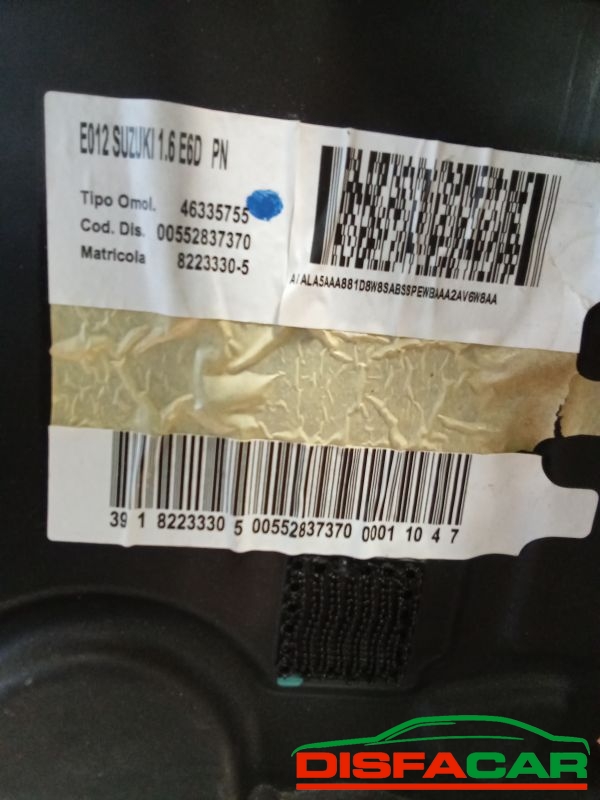 E012 SUZUKI 1.6 E6D PN
Tipo Omol. 46335755
Cod. Dis. 00552837370
Matricola 8223330-5
39 1 8223330 5 00552837370 0001 10 4 7
DISFACAR